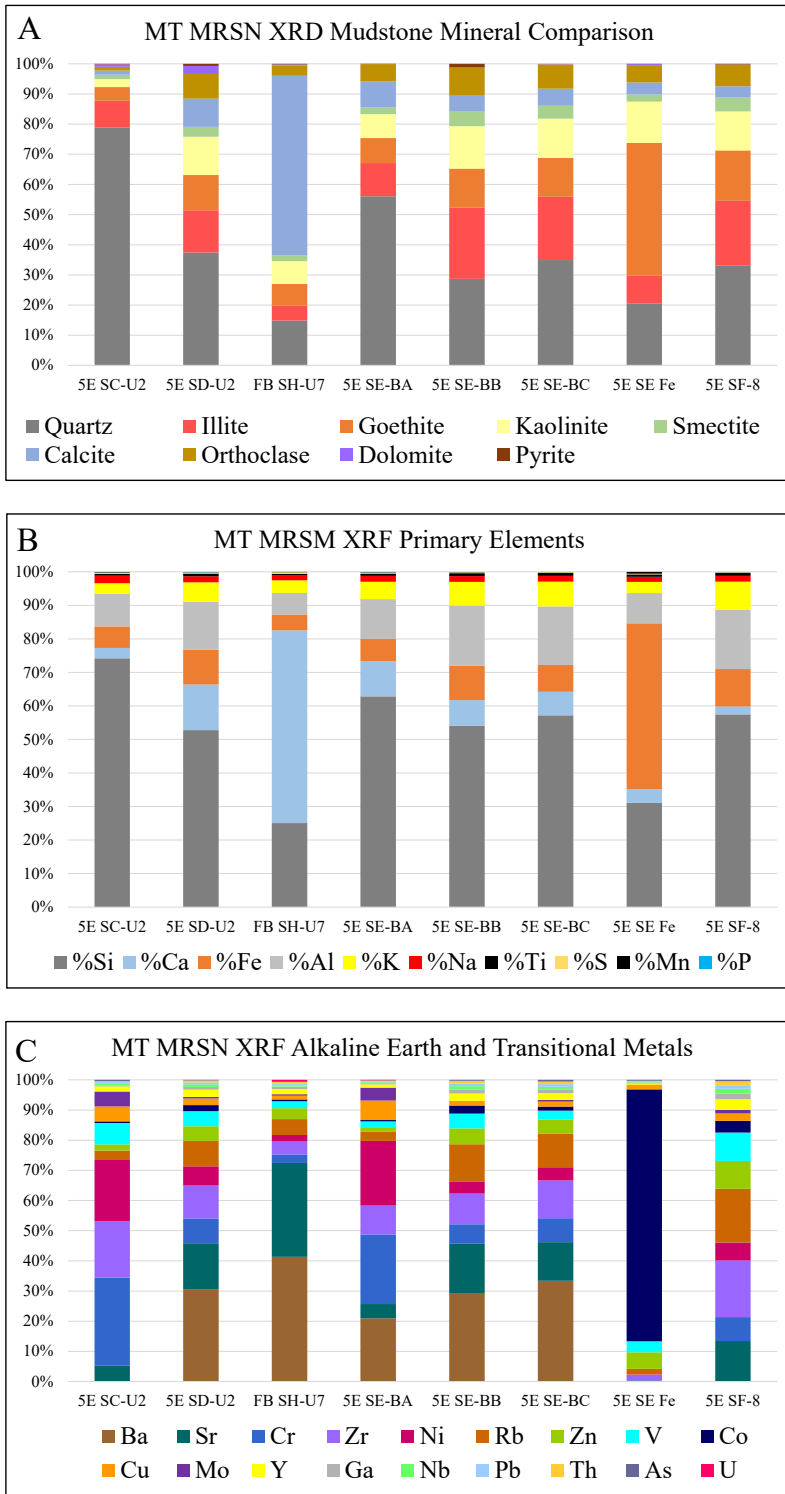 A
MT MRSN XRD Mudstone Mineral Comparison
100%
90%
80%
70%
60%
50%
40%
30%
20%
10%
0%
5E SC-U2 5E SD-U2 FB SH-U7 5E SE-BA 5E SE-BB 5E SE-BC 5E SE Fe 5E SF-8
Quartz Illite Goethite Kaolinite Smectite
Calcite Orthoclase Dolomite Pyrite
B
MT MRSM XRF Primary Elements
100%
90%
80%
70%
60%
50%
40%
30%
20%
10%
0%
5E SC-U2 5E SD-U2 FB SH-U7 5E SE-BA 5E SE-BB 5E SE-BC 5E SE Fe 5E SF-8
%Si %Ca %Fe %Al %K %Na %Ti %S %Mn %P
C
MT MRSN XRF Alkaline Earth and Transitional Metals
100%
90%
80%
70%
60%
50%
40%
30%
20%
10%
0%
5E SC-U2 5E SD-U2 FB SH-U7 5E SE-BA 5E SE-BB 5E SE-BC 5E SE Fe 5E SF-8
Ba Sr Cr Zr Ni Rb Zn V Co
Cu Mo Y Ga Nb Pb Th As U